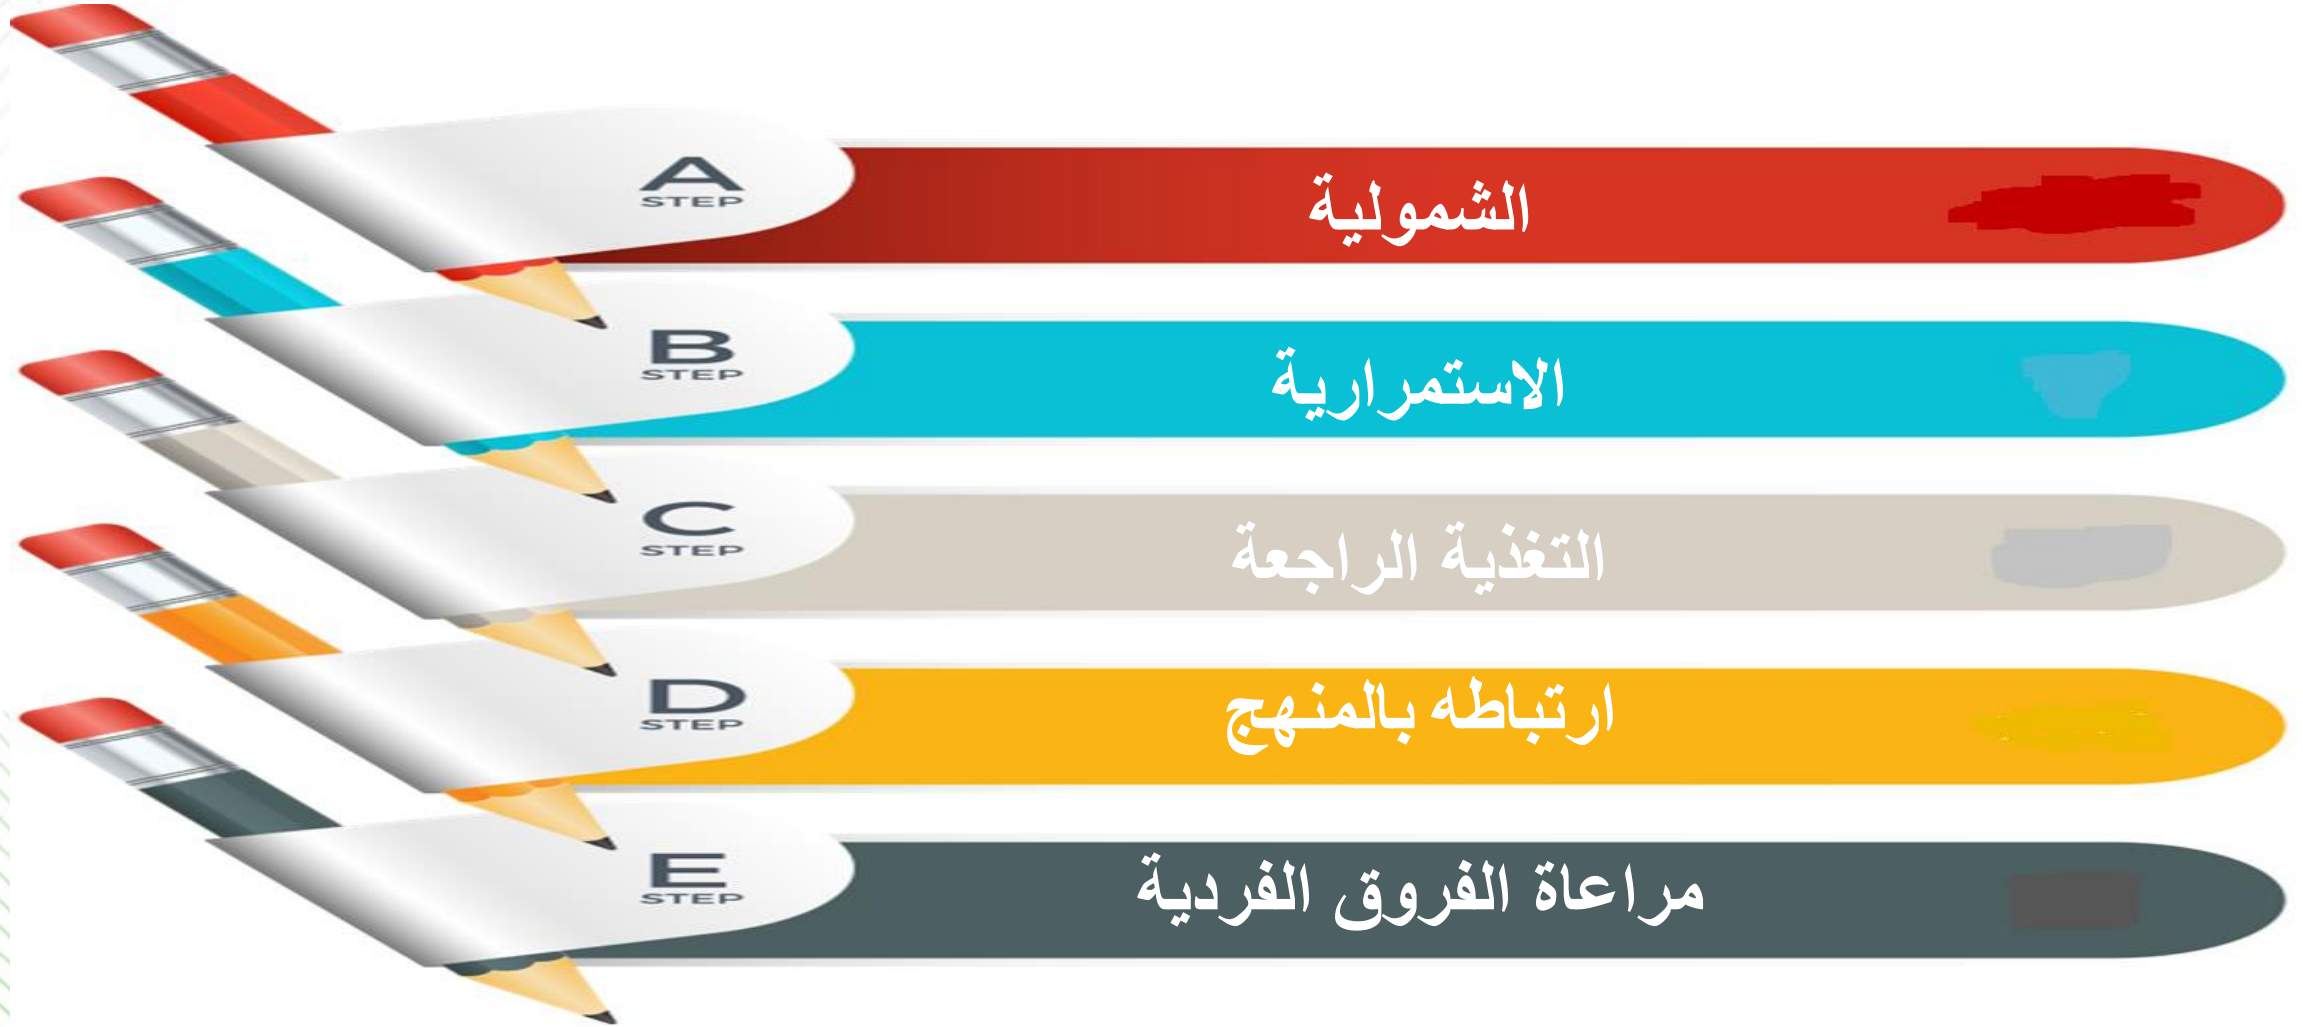 A
STEP
الشمولية
B
STEP
الاستمرارية
C
STEP
التغذية الراجعة
D
STEP
ارتباطه بالمنهج
E
STEP
مراعاة الفروق الفردية